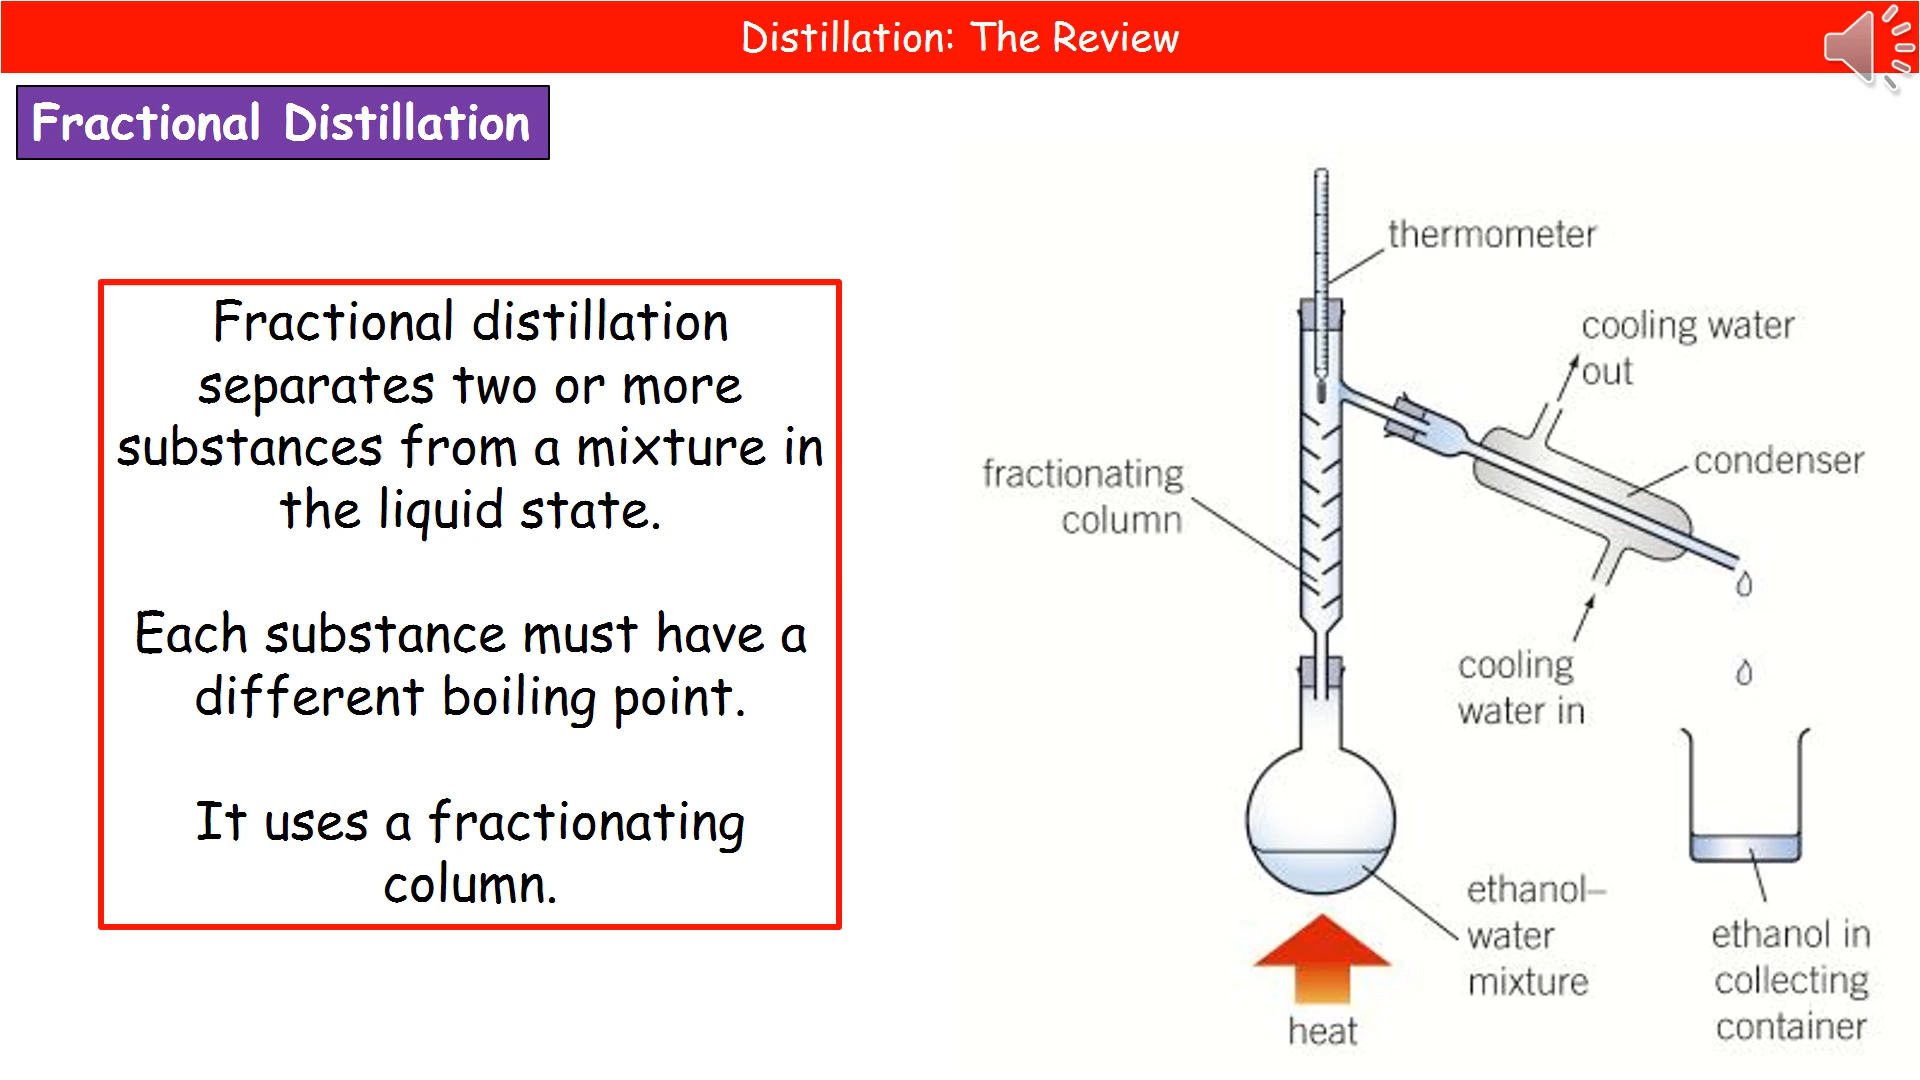 Distillation: The Review
Fractional Distillation
Fractional distillation
separates two or more
substances from a mixture in
the liquid state.
Each substance must have a
different boiling point.
It uses a fractionating
column.
thermometer
cooling water
out
condenser
fractionating
column
cooling
water in
ethanol–
water
mixture
heat
ethanol in
collecting
container